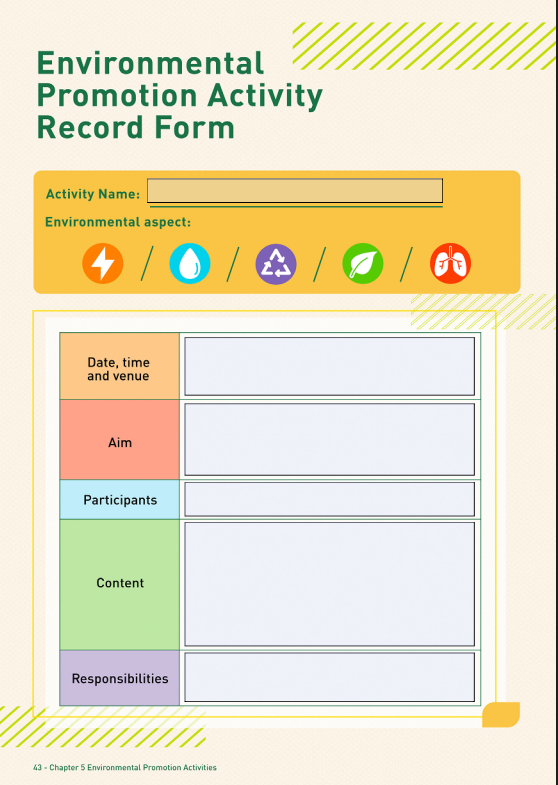 Environmental
Promotion Activity
Record Form
Activity Name:
Environmental aspect:
Date, time
and venue
Aim
Participants
Content
Responsibilities
43 - Chapter 5 Environmental Promotion Activities